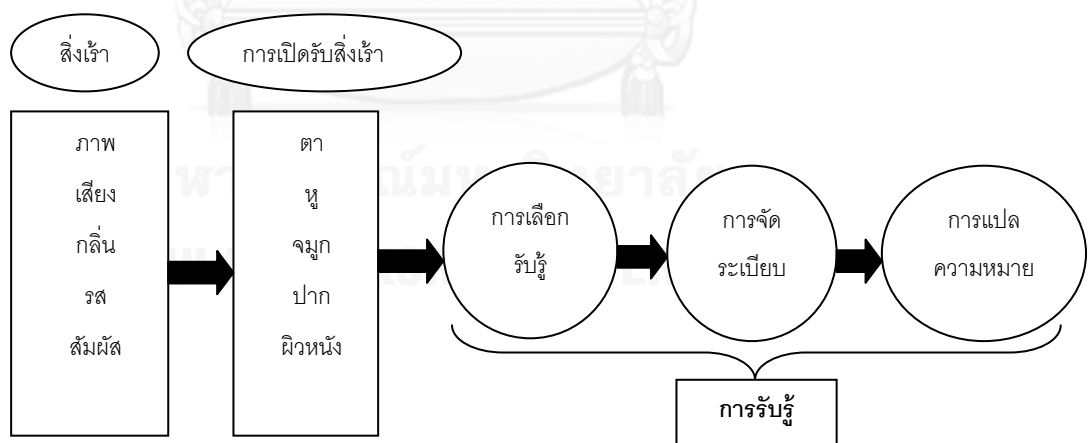 สิ่งเร้า
การเปิดรับสิ่งเร้า
ภาพ
เสียง
กลิ่น
รส
สัมผัส
ตา
หู
จมูก
ปาก
ผิวหนัง
การเลือก
รับรู้
การจัด
ระเบียบ
การแปล
ความหมาย
การรับรู้